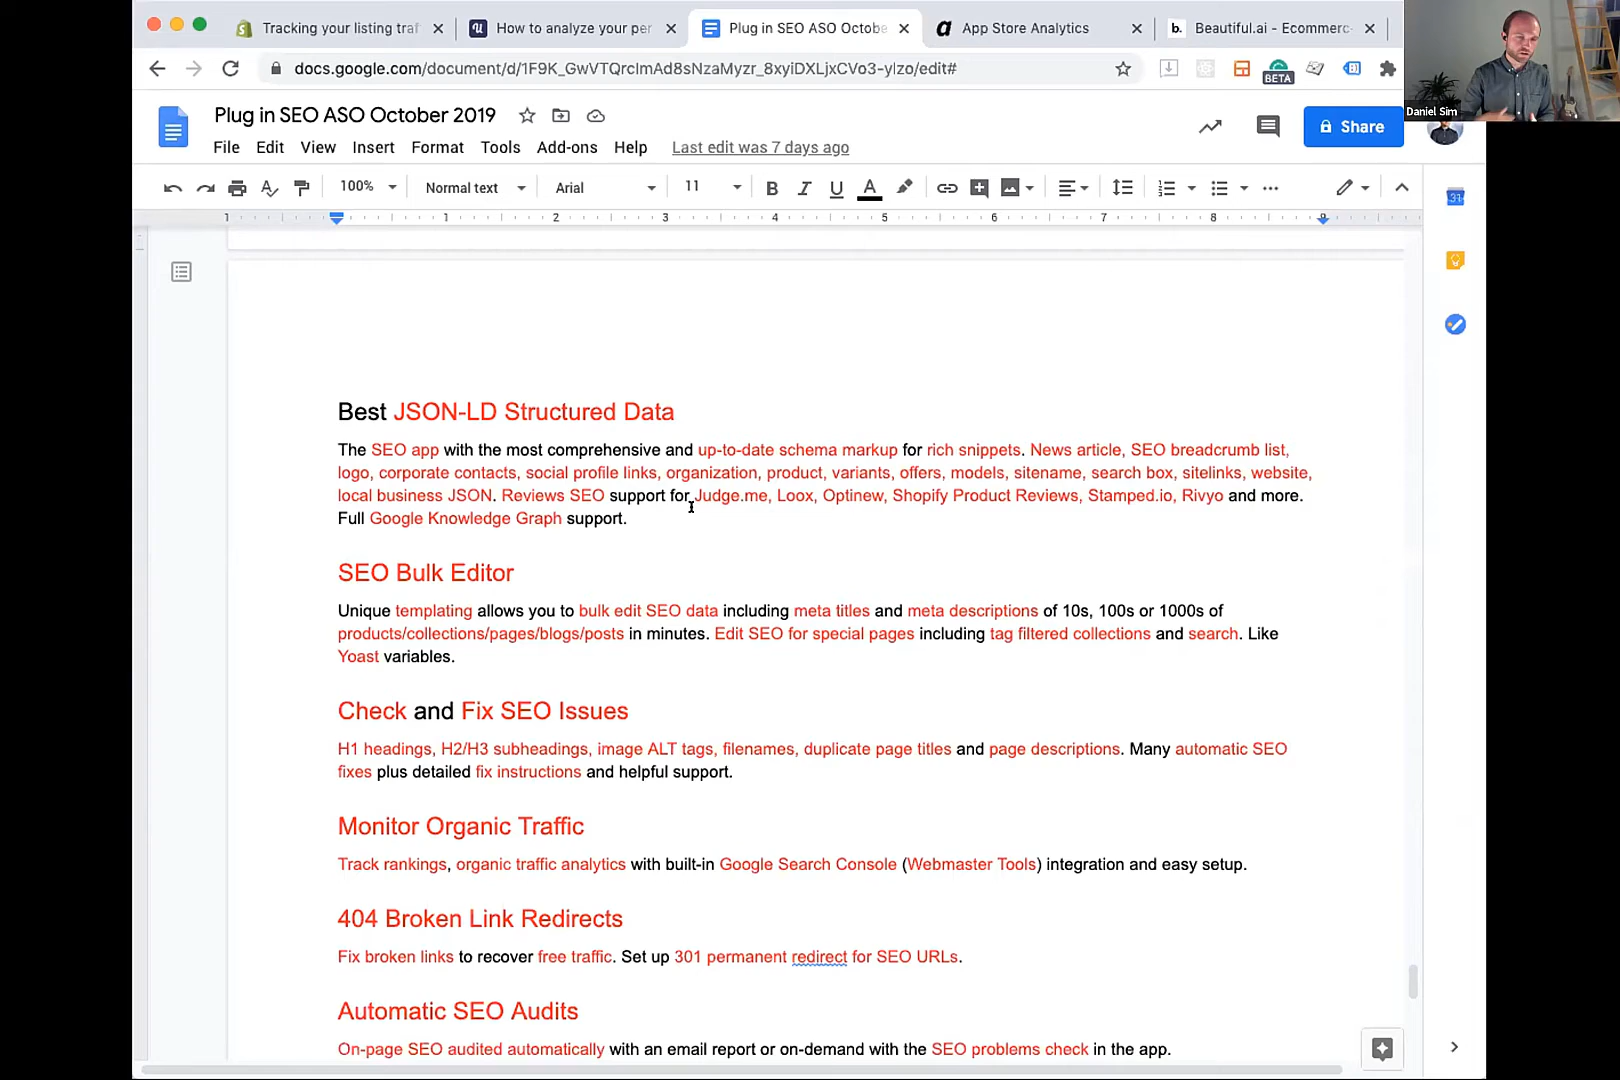 Tracking your listing traf
How to analyze your per
Plug in SEO ASO Octobe
App Store Analytics
b.
Beautiful.ai - Ecommerc
docs.google.com/document/d/1F9K_GwVTQrcImAd8sNzaMyzr_8xyiDXLjxCVo3-ylzo/edit#
BETA
Daniel Sim
Plug in SEO ASO October 2019
Share
File Edit View Insert Format Tools Add-ons Help Last edit was 7 days ago
100% Normal text Arial 11 B I U A
1 1 2 3 4 5 6 7 8 9
31
Best JSON-LD Structured Data
The SEO app with the most comprehensive and up-to-date schema markup for rich snippets. News article, SEO breadcrumb list,
logo, corporate contacts, social profile links, organization, product, variants, offers, models, sitename, search box, sitelinks, website,
local business JSON. Reviews SEO support for Judge.me, Loox, Optinew, Shopify Product Reviews, Stamped.io, Rivyo and more.
Full Google Knowledge Graph support.
SEO Bulk Editor
Unique templating allows you to bulk edit SEO data including meta titles and meta descriptions of 10s, 100s or 1000s of
products/collections/pages/blogs/posts in minutes. Edit SEO for special pages including tag filtered collections and search. Like
Yoast variables.
Check and Fix SEO Issues
H1 headings, H2/H3 subheadings, image ALT tags, filenames, duplicate page titles and page descriptions. Many automatic SEO
fixes plus detailed fix instructions and helpful support.
Monitor Organic Traffic
Track rankings, organic traffic analytics with built-in Google Search Console (Webmaster Tools) integration and easy setup.
404 Broken Link Redirects
Fix broken links to recover free traffic. Set up 301 permanent redirect for SEO URLs.
Automatic SEO Audits
On-page SEO audited automatically with an email report or on-demand with the SEO problems check in the app.